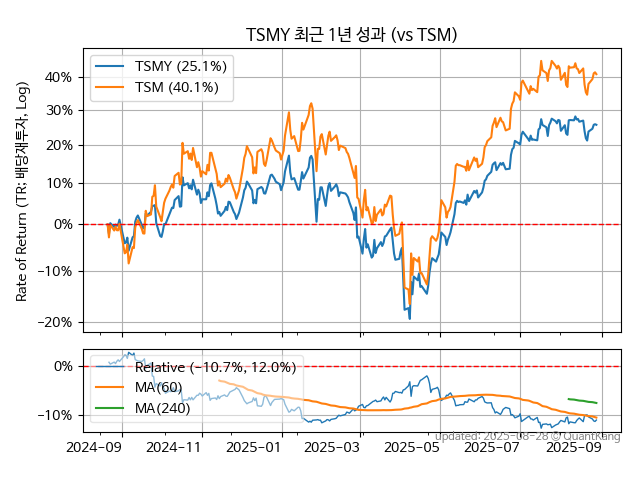 TSMY 최근 1년 성과 (vs TSM)
Rate of Return (TR: 배당재투자, Log)
TSMY (25.1%)
TSM (40.1%)
40%
30%
20%
10%
0%
−10%
−20%
0%
−10%
Relative (−10.7%, 12.0%)
MA(60)
MA(240)
2024−09
2024−11
2025−01
2025−03
2025−05
2025−07
2025−09
updated: 2025-08-28 © QuantKang